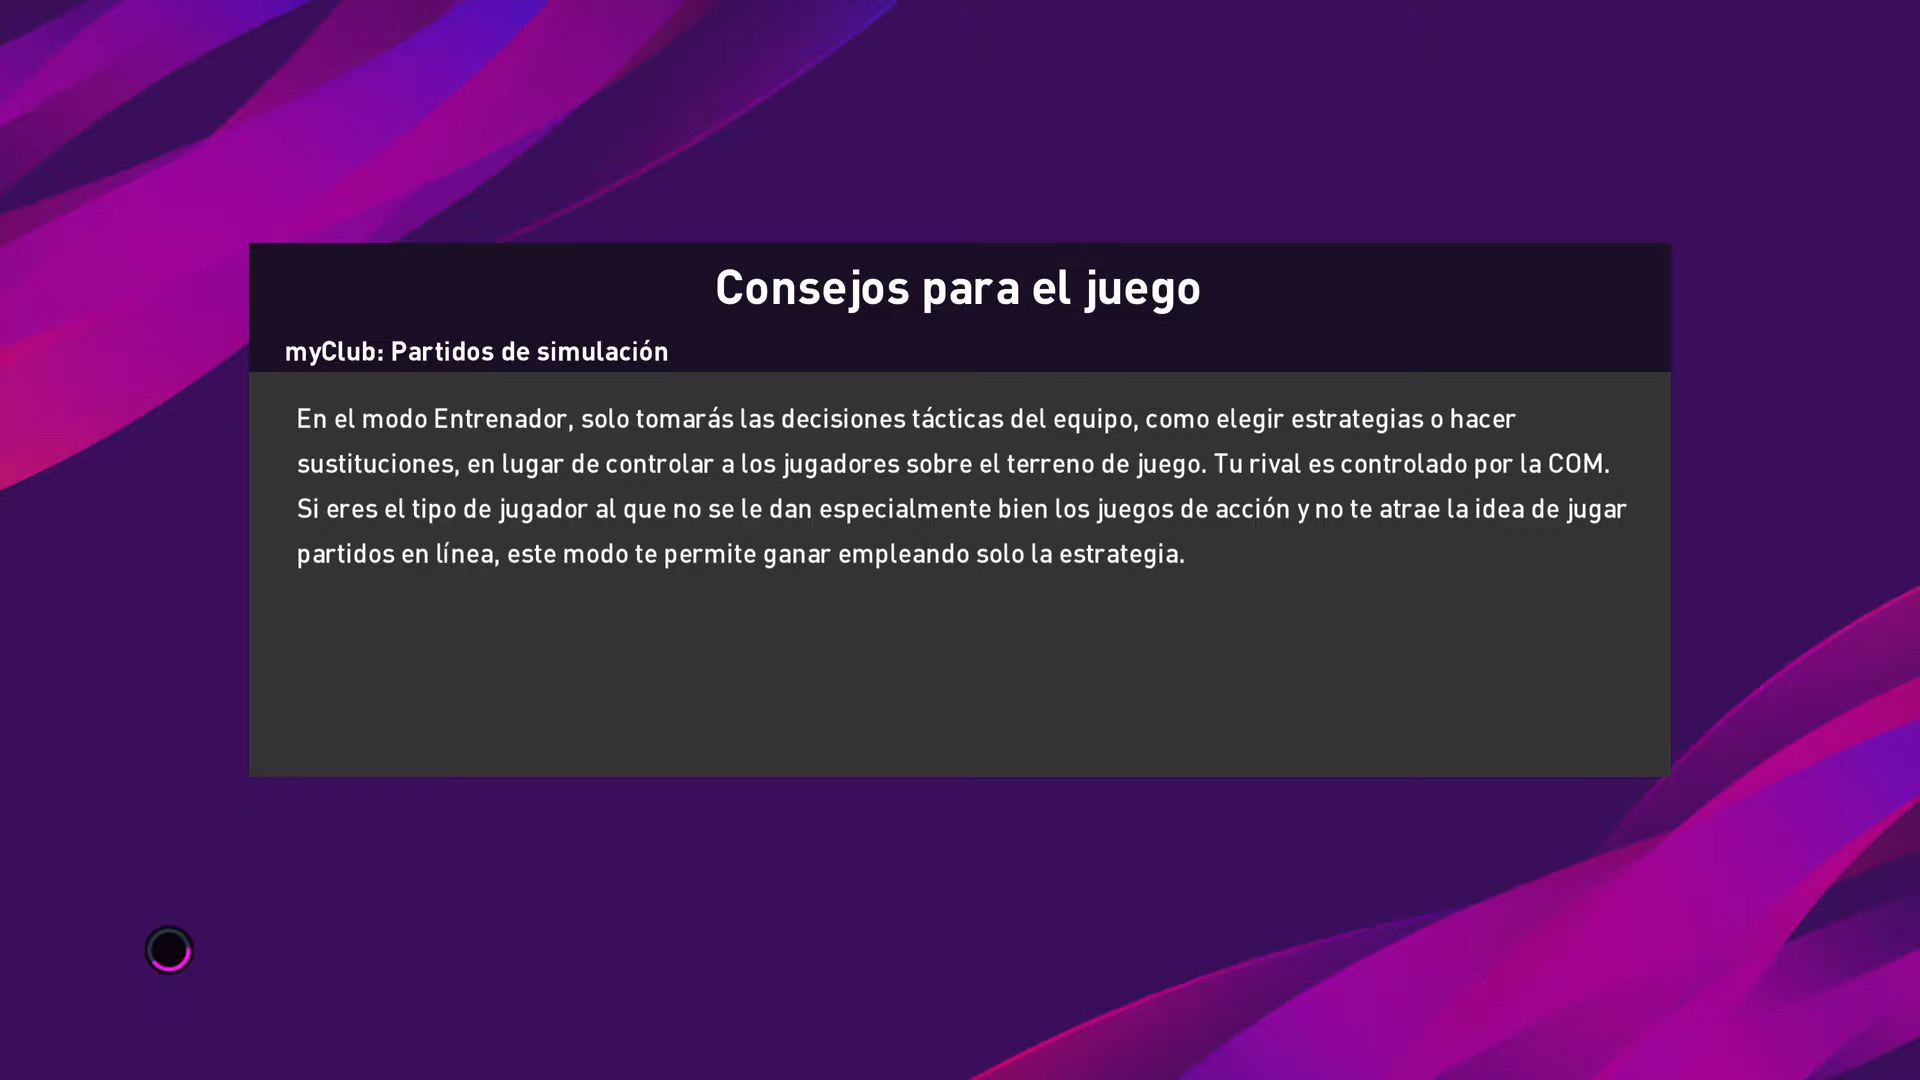 Consejos para el juego
myClub: Partidos de simulación
En el modo Entrenador, solo tomarás las decisiones tácticas del equipo, como elegir estrategias o hacer
sustituciones, en lugar de controlar a los jugadores sobre el terreno de juego. Tu rival es controlado por la COM.
Si eres el tipo de jugador al que no se le dan especialmente bien los juegos de acción y no te atrae la idea de jugar
partidos en línea, este modo te permite ganar empleando solo la estrategia.